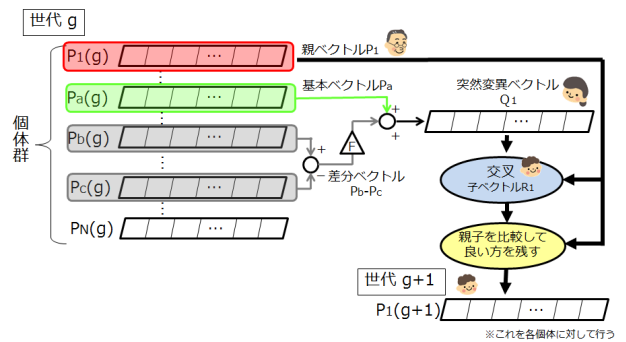 世代 g
P1(g)
…
親ベクトルP1
⋮
Pa(g)
…
基本ベクトルPa
突然変異ベクトル
Q1
⋮
個体群
Pb(g)
…
+
+
+
F
…
⋮
Pc(g)
…
−
差分ベクトル
Pb-Pc
交叉
子ベクトルR1
⋮
PN(g)
…
親子を比較して
良い方を残す
世代 g+1
P1(g+1)
…
※これを各個体に対して行う